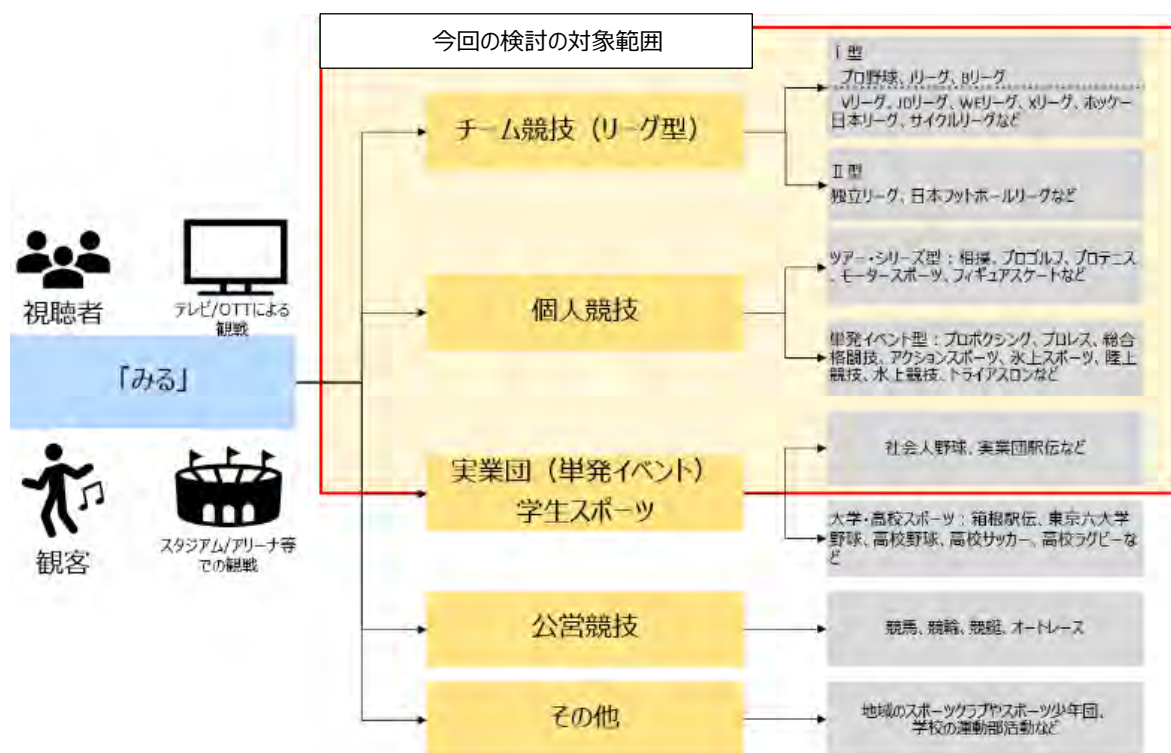 今回の検討の対象範囲
視聴者
テレビ/OTTによる
観戦
「みる」
観客
スタジアム/アリーナ等
での観戦
チーム競技（リーグ型）
Ⅰ型
プロ野球、Jリーグ、Bリーグ
Vリーグ、JDリーグ、WEリーグ、Xリーグ、ホッケー
日本リーグ、サイクルリーグなど
Ⅱ型
独立リーグ、日本フットボールリーグなど
個人競技
ツアー・シリーズ型：相撲、プロゴルフ、プロテニス
、モータースポーツ、フィギュアスケートなど
単発イベント型：プロボクシング、プロレス、総合
格闘技、アクションスポーツ、氷上スポーツ、陸上
競技、水上競技、トライアスロンなど
実業団（単発イベント）
学生スポーツ
社会人野球、実業団駅伝など
大学・高校スポーツ：箱根駅伝、東京六大学
野球、高校野球、高校サッカー、高校ラグビーな
ど
公営競技
競馬、競輪、競艇、オートレース
その他
地域のスポーツクラブやスポーツ少年団、
学校の運動部活動など